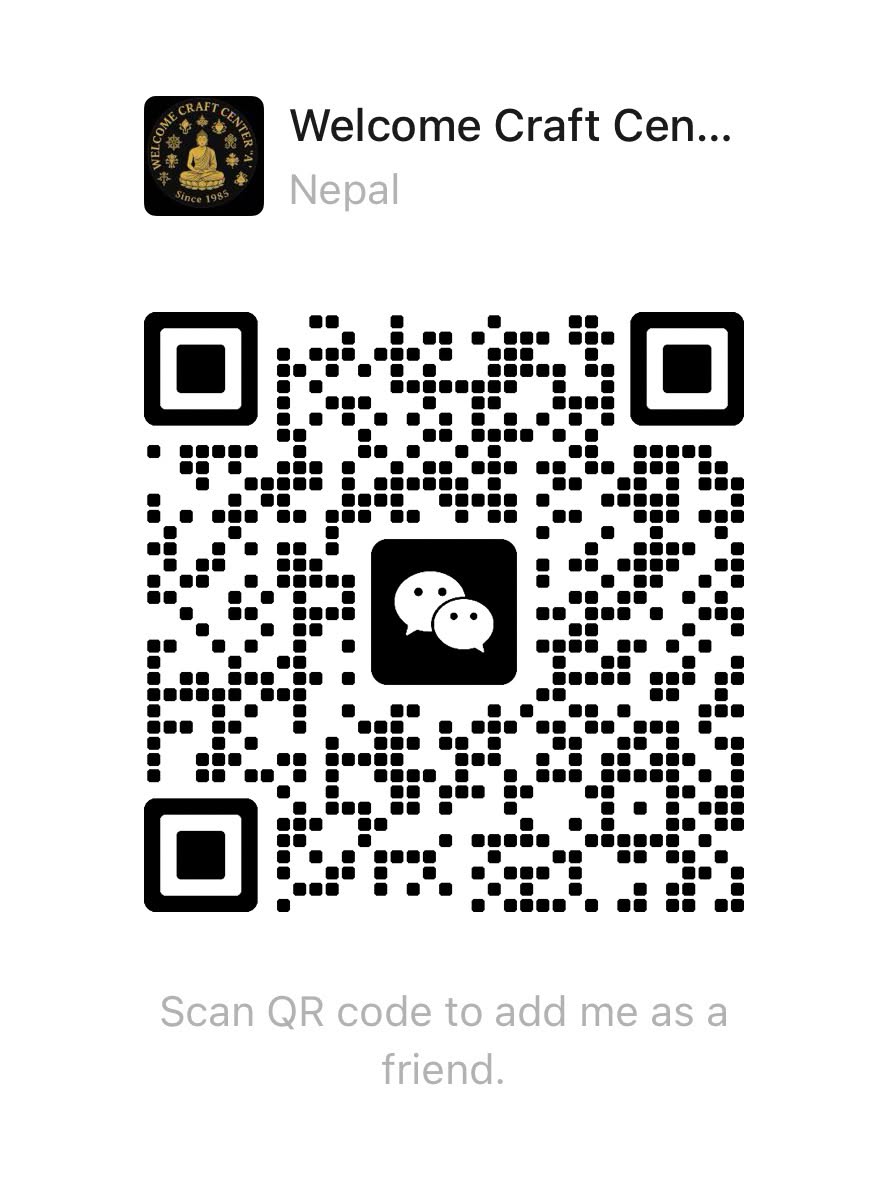 WELCOME CRAFT CENTER 'A'
Since 1985
Welcome Craft Cen...
Nepal
Scan QR code to add me as a
friend.